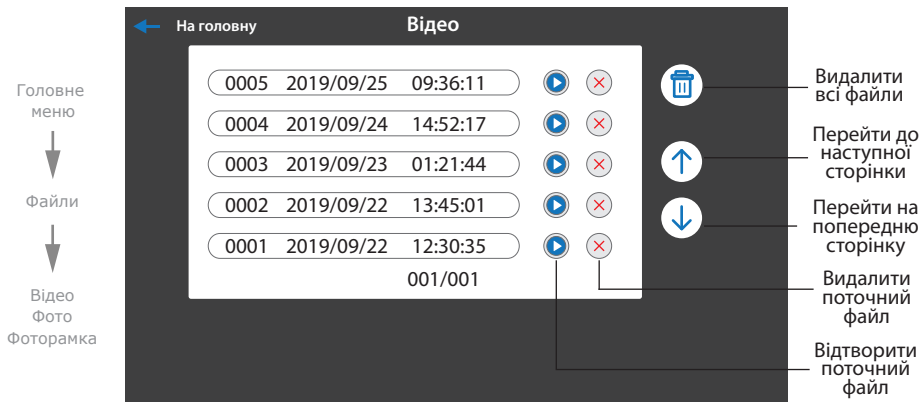 На головну
Відео
0005 2019/09/25 09:36:11
0004 2019/09/24 14:52:17
0003 2019/09/23 01:21:44
0002 2019/09/22 13:45:01
0001 2019/09/22 12:30:35
001/001
Головне
меню
Файли
Відео
Фото
Фоторамка
Видалити
всі файли
Перейти до
наступної
сторінки
Перейти на
попередню
сторінку
Видалити
поточний
файл
Відтворити
поточний
файл